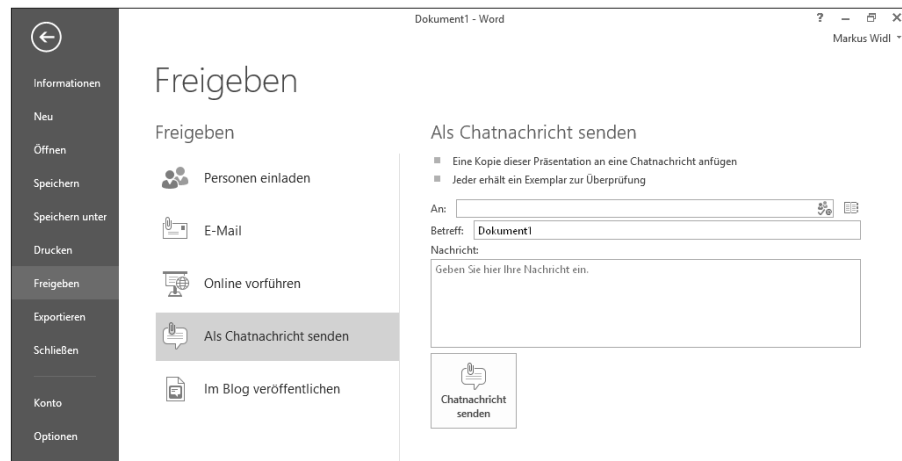 Dokument1 - Word
?
Markus Widl
Informationen
Neu
Öffnen
Speichern
Speichern unter
Drucken
Freigeben
Exportieren
Schließen
Konto
Optionen
Freigeben
Freigeben
Personen einladen
E-Mail
Online vorführen
Als Chatnachricht senden
Im Blog veröffentlichen
Als Chatnachricht senden
Eine Kopie dieser Präsentation an eine Chatnachricht anfügen
Jeder erhält ein Exemplar zur Überprüfung
An:
Betreff: Dokument1
Nachricht:
Geben Sie hier Ihre Nachricht ein.
Chatnachricht
senden